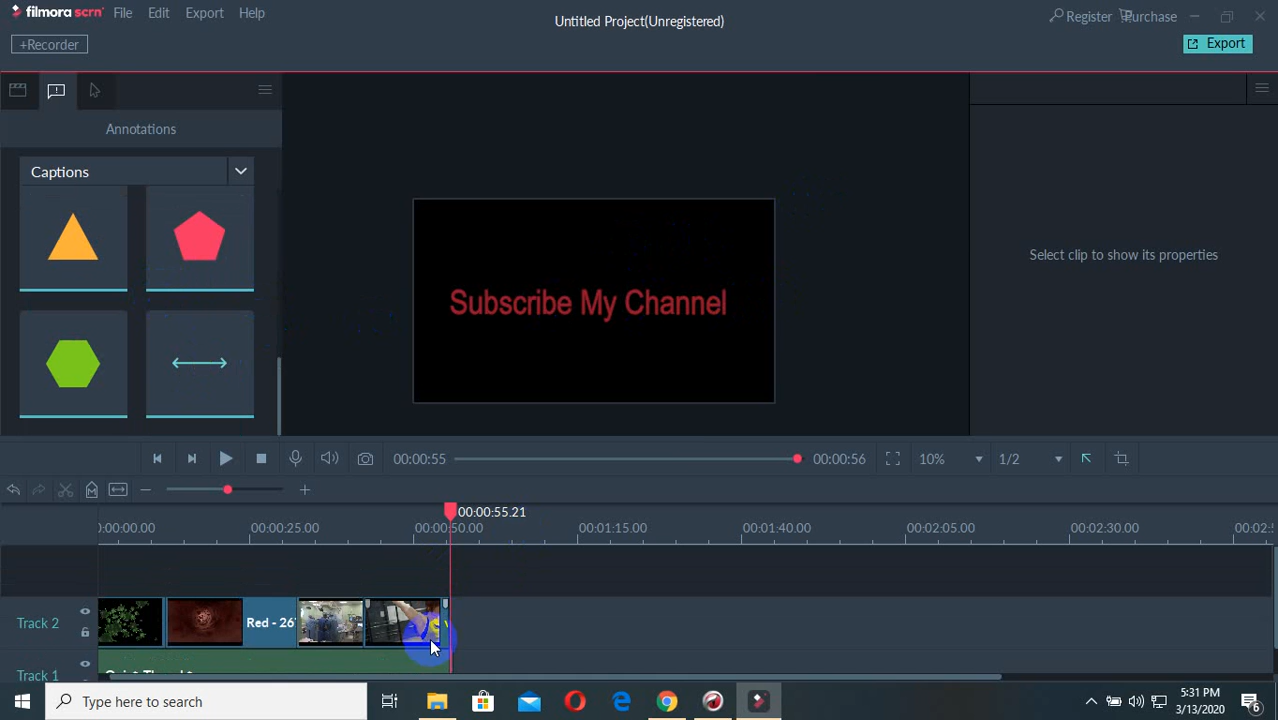 filmora scrn File Edit Export Help
Untitled Project(Unregistered)
Register Purchase
+Recorder
Export
Annotations
Captions
Subscribe My Channel
Select clip to show its properties
00:00:55 00:00:56 10% 1/2
00:00:55.21
0:00:00.00 00:00:25.00 00:00:50.00 00:01:15.00 00:01:40.00 00:02:05.00 00:02:30.00 00:02:5
Track 2 Red - 26
Track 1
Type here to search
5:31 PM
3/13/2020
6